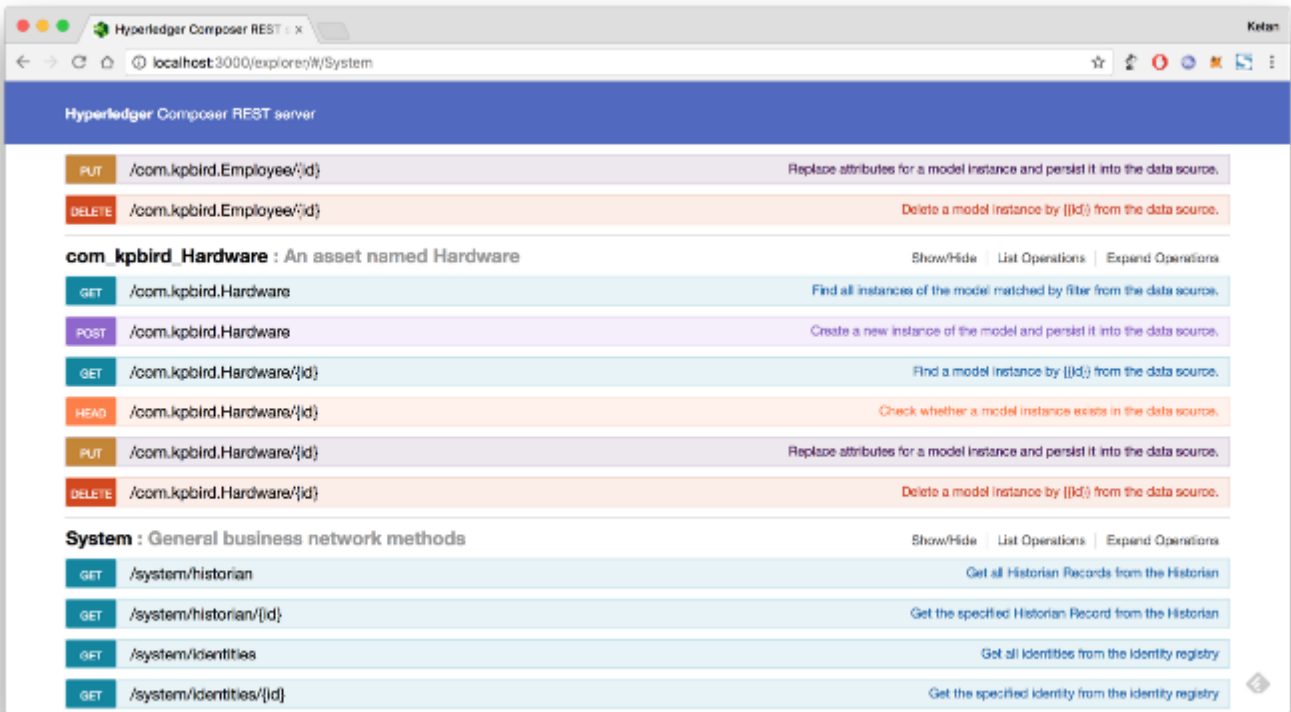 Hyperledger Composer REST s x
Ketan
localhost:3000/explorer/#/System
Hyperledger Composer REST server
PUT /com.kpbird.Employee/{id} Replace attributes for a model instance and persist it into the data source.
DELETE /com.kpbird.Employee/{id} Delete a model instance by {{id}} from the data source.
com_kpbird_Hardware : An asset named Hardware Show/Hide List Operations Expand Operations
GET /com.kpbird.Hardware Find all instances of the model matched by filter from the data source.
POST /com.kpbird.Hardware Create a new instance of the model and persist it into the data source.
GET /com.kpbird.Hardware/{id} Find a model instance by {{id}} from the data source.
HEAD /com.kpbird.Hardware/{id} Check whether a model instance exists in the data source.
PUT /com.kpbird.Hardware/{id} Replace attributes for a model instance and persist it into the data source.
DELETE /com.kpbird.Hardware/{id} Delete a model instance by {{id}} from the data source.
System : General business network methods Show/Hide List Operations Expand Operations
GET /system/historian Get all Historian Records from the Historian
GET /system/historian/{id} Get the specified Historian Record from the Historian
GET /system/identities Get all identities from the identity registry
GET /system/identities/{id} Get the specified identity from the identity registry